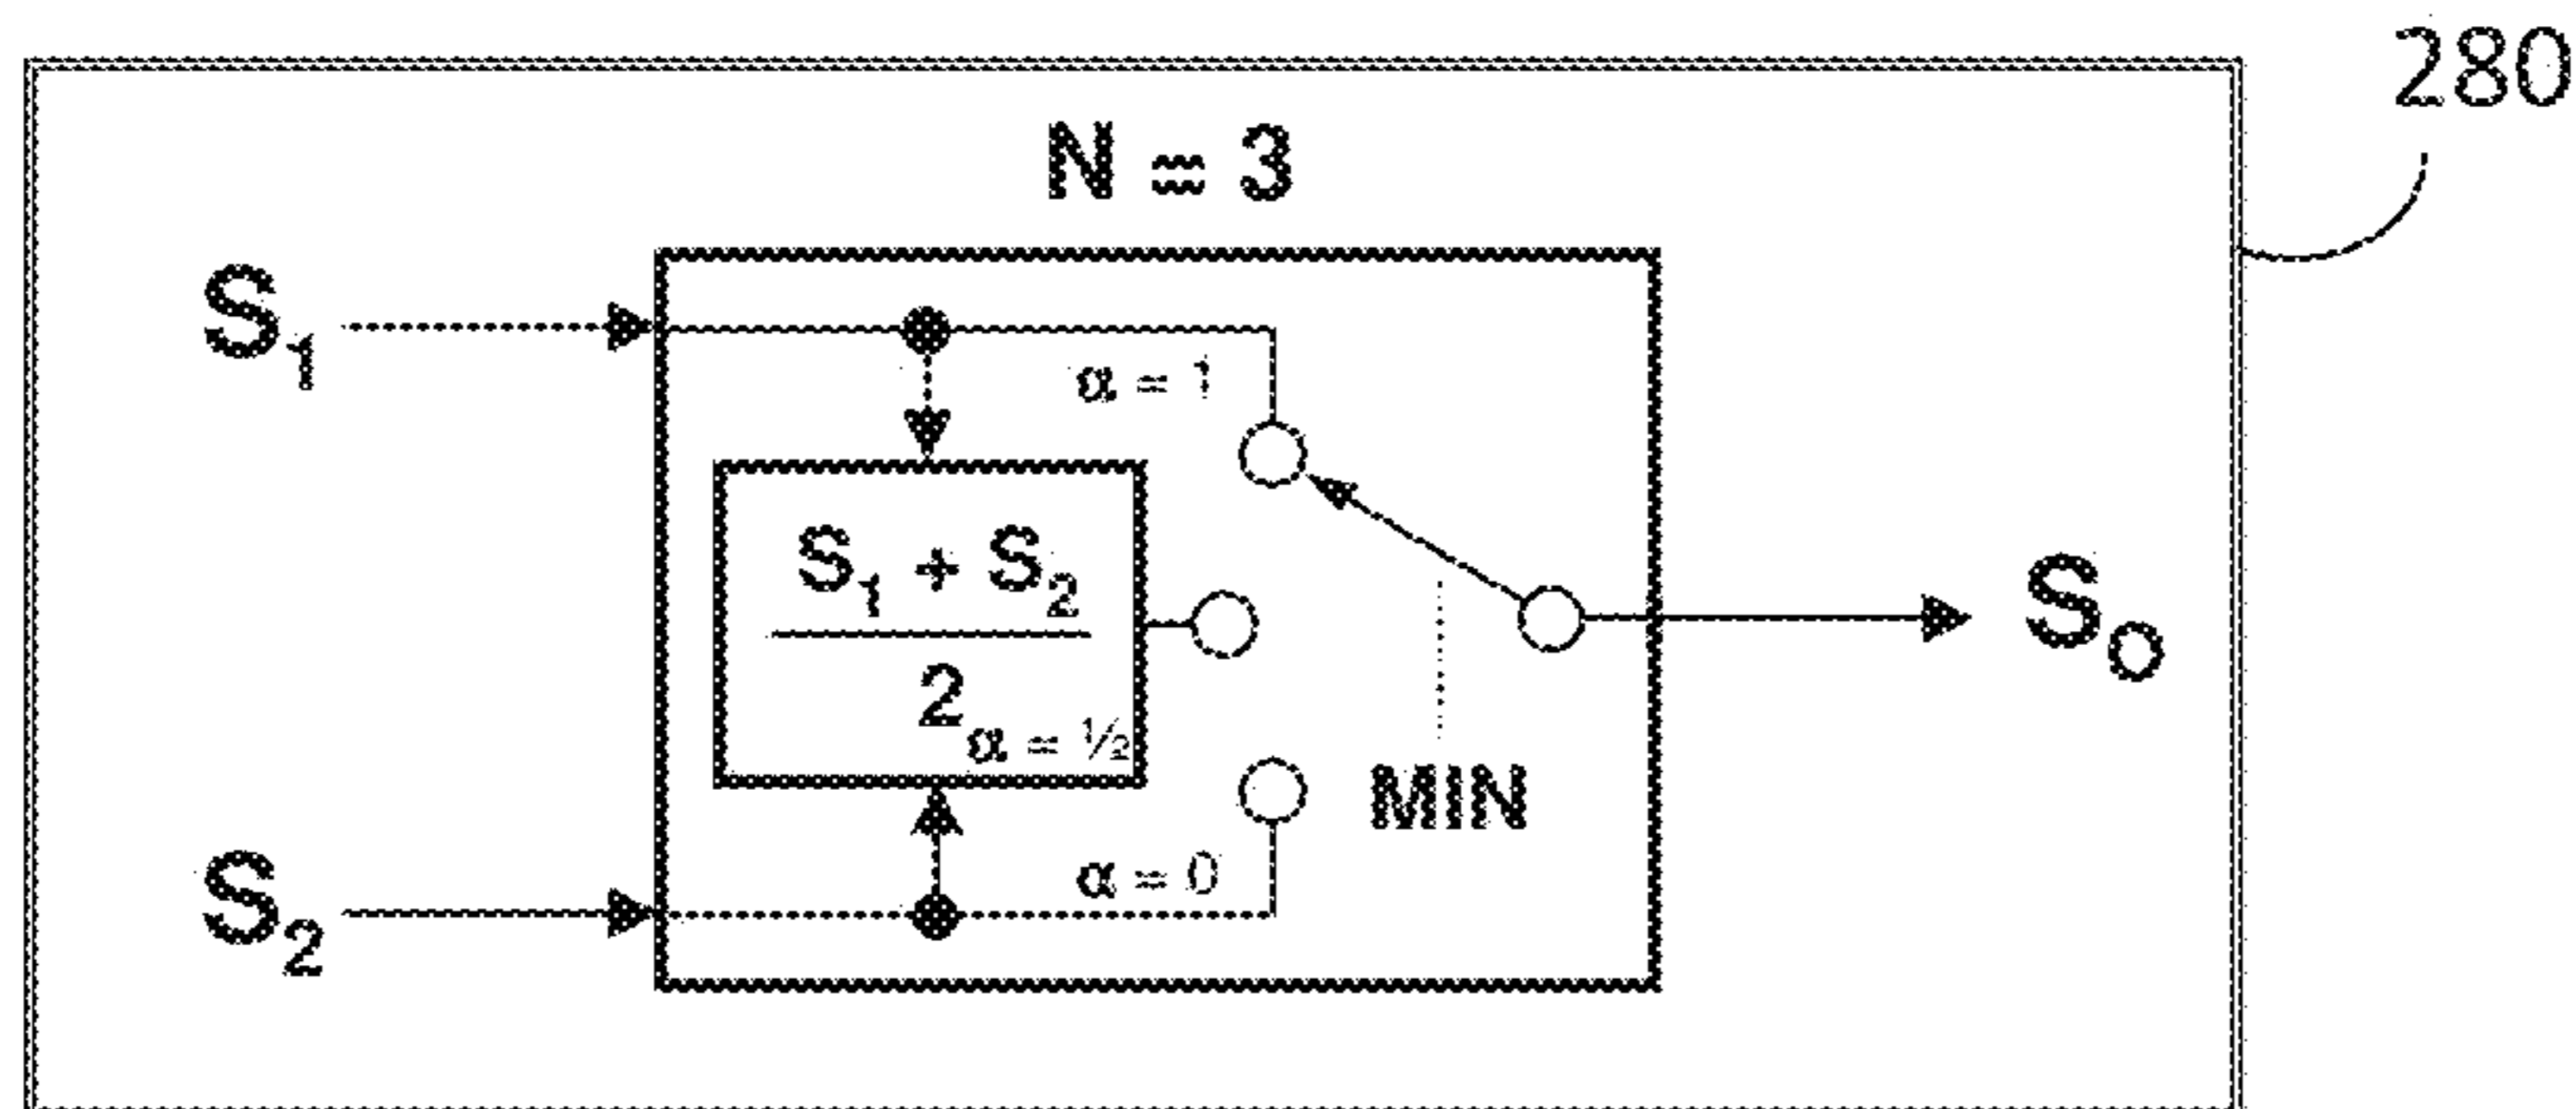 280
N = 3
S1
α = 1
S1 + S2
2
α = ½
SO
MIN
α = 0
S2